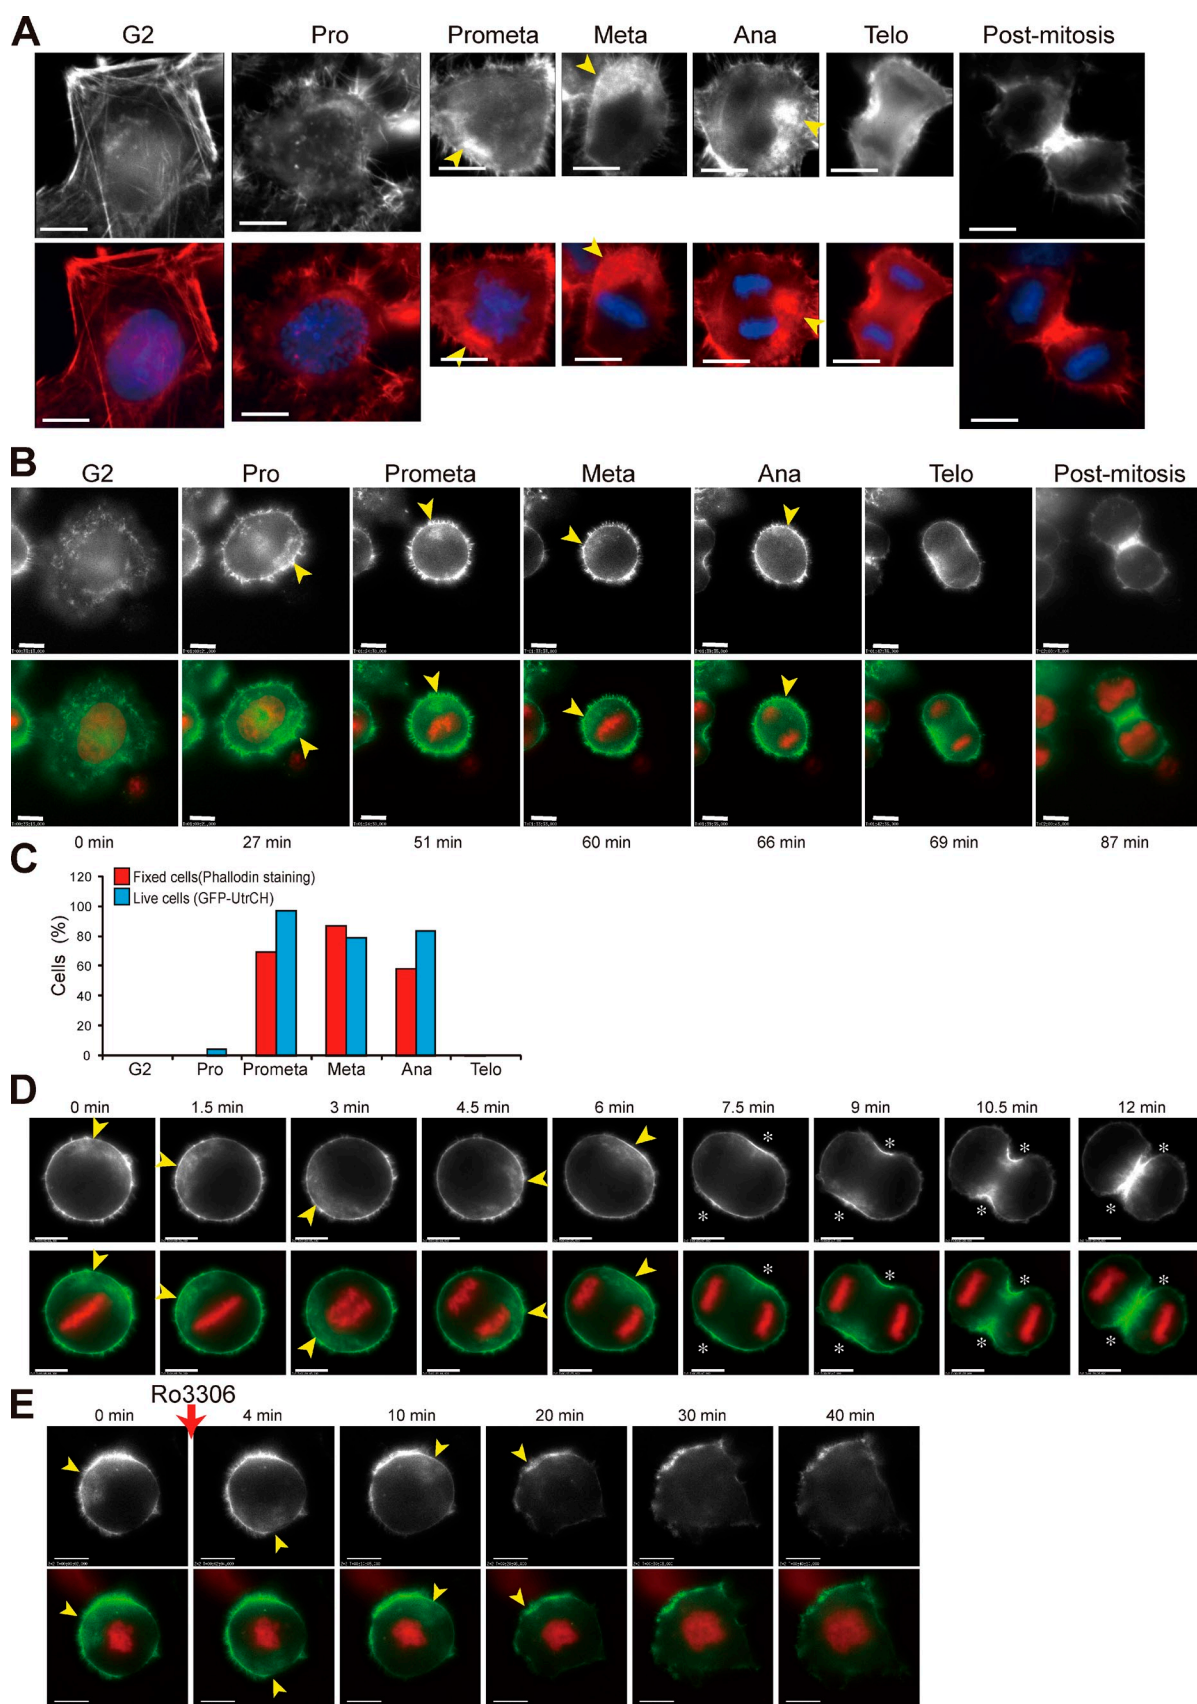 A
G2 Pro Prometa Meta Ana Telo Post-mitosis
B
G2 Pro Prometa Meta Ana Telo Post-mitosis
0 min 27 min 51 min 60 min 66 min 69 min 87 min
C
Fixed cells(Phallodin staining)
Live cells (GFP-UtrCH)
Cells (%)
120
100
80
60
40
20
0
G2 Pro Prometa Meta Ana Telo
D
0 min 1.5 min 3 min 4.5 min 6 min 7.5 min 9 min 10.5 min 12 min
* * * *
* * * *
* * * *
* * * *
E
Ro3306
0 min 4 min 10 min 20 min 30 min 40 min